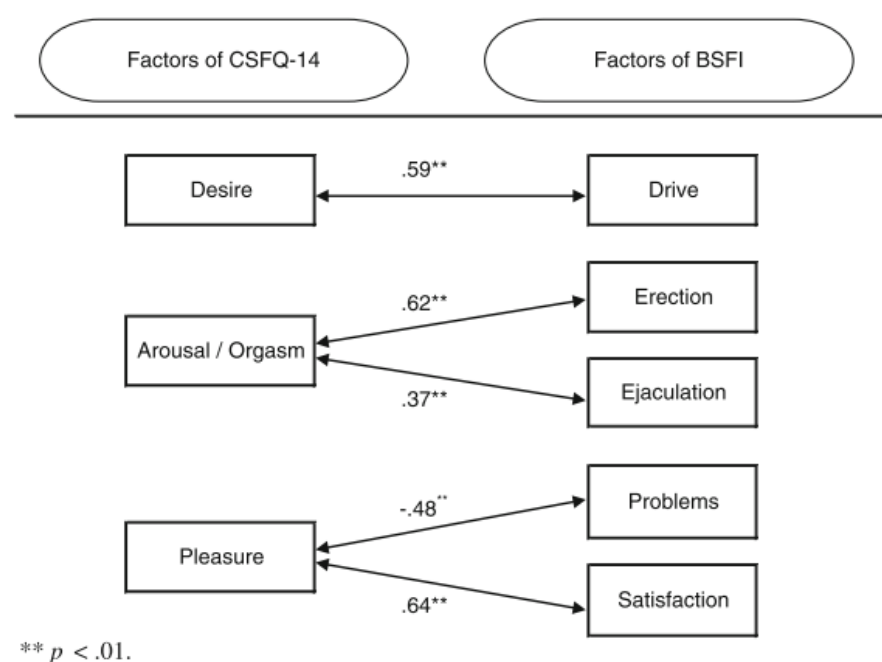 Factors of CSFQ-14
Factors of BSFI
.59**
Desire
Drive
.62**
Erection
Arousal / Orgasm
.37**
Ejaculation
-.48**
Problems
Pleasure
.64**
Satisfaction
** p < .01.